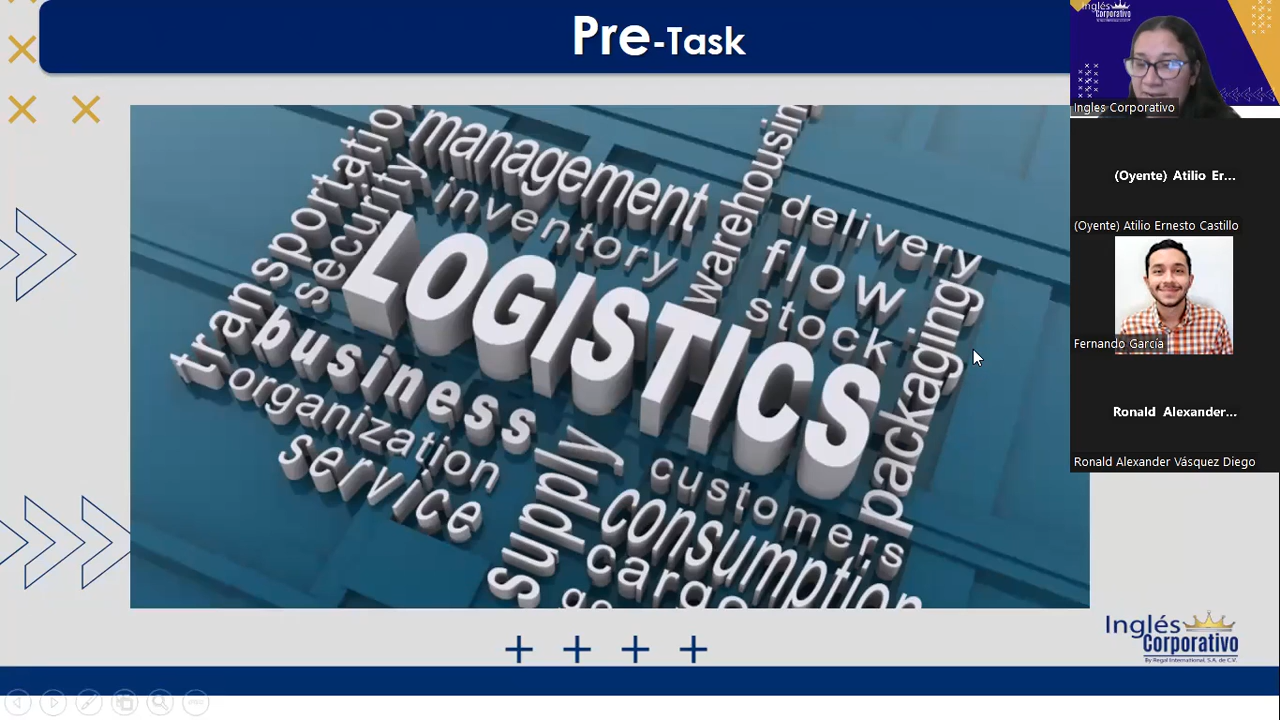 Pre-Task
management
transportation
security
inventory
warehousing
delivery
flow
stock
packaging
LOGISTICS
business
organization
service
supply
customers
consumption
cargo
Inglés
Corporativo
Ingles Corporativo
(Oyente) Atilio Er...
(Oyente) Atilio Ernesto Castillo
Fernando García
Ronald Alexander...
Ronald Alexander Vásquez Diego
Inglés
Corporativo
By Regal International, S.A. de C.V.